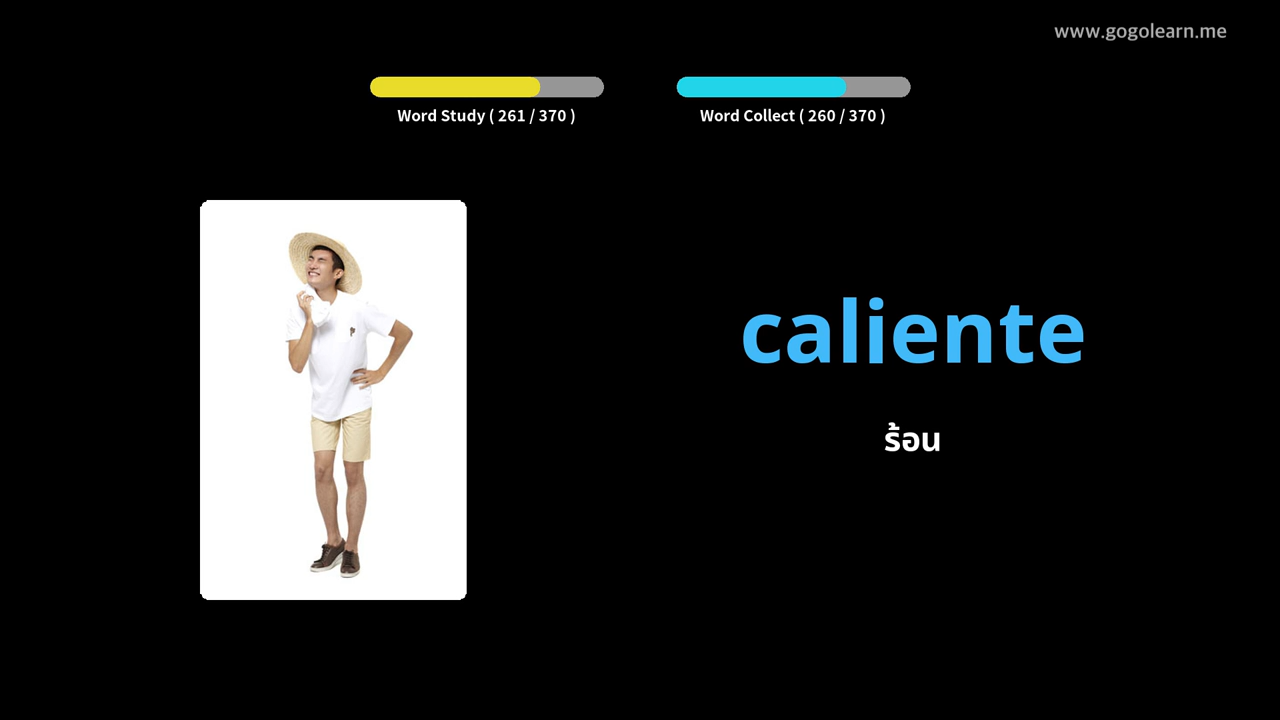 www.gogolearn.me
Word Study ( 261 / 370 )
Word Collect ( 260 / 370 )
caliente
ร้อน